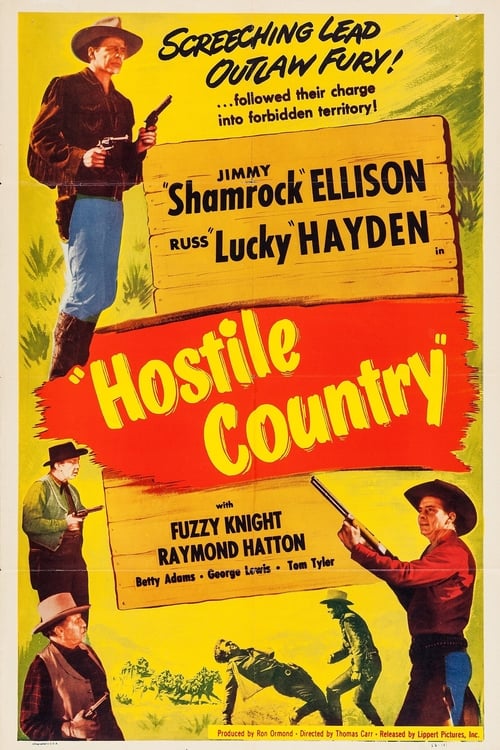 SCREECHING LEAD
OUTLAW FURY!
...followed their charge
into forbidden territory!
JIMMY
"Shamrock" ELLISON
RUSS "Lucky" HAYDEN
in
"Hostile
Country"
with
FUZZY KNIGHT
RAYMOND HATTON
Betty Adams • George Lewis • Tom Tyler
Produced by Ron Ormond • Directed by Thomas Carr • Released by Lippert Pictures, Inc.